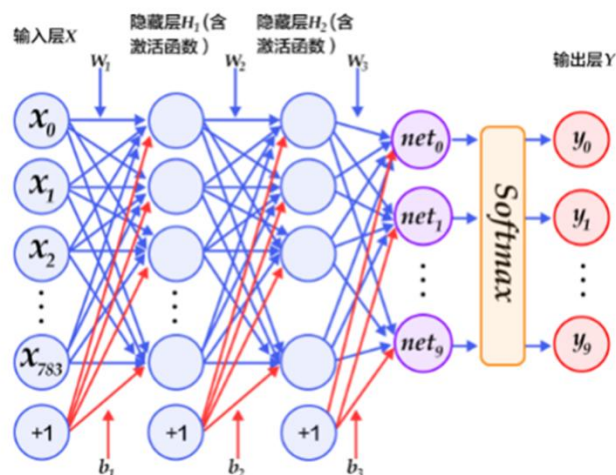 输入层X
隐藏层H₁(含
激活函数)
隐藏层H₂(含
激活函数)
输出层Y
W₁
W₂
W₃
x₀
net₀
y₀
x₁
net₁
y₁
x₂
Softmax
x₇₈₃
net₉
y₉
+1
+1
+1
b₁
b₂
b₃